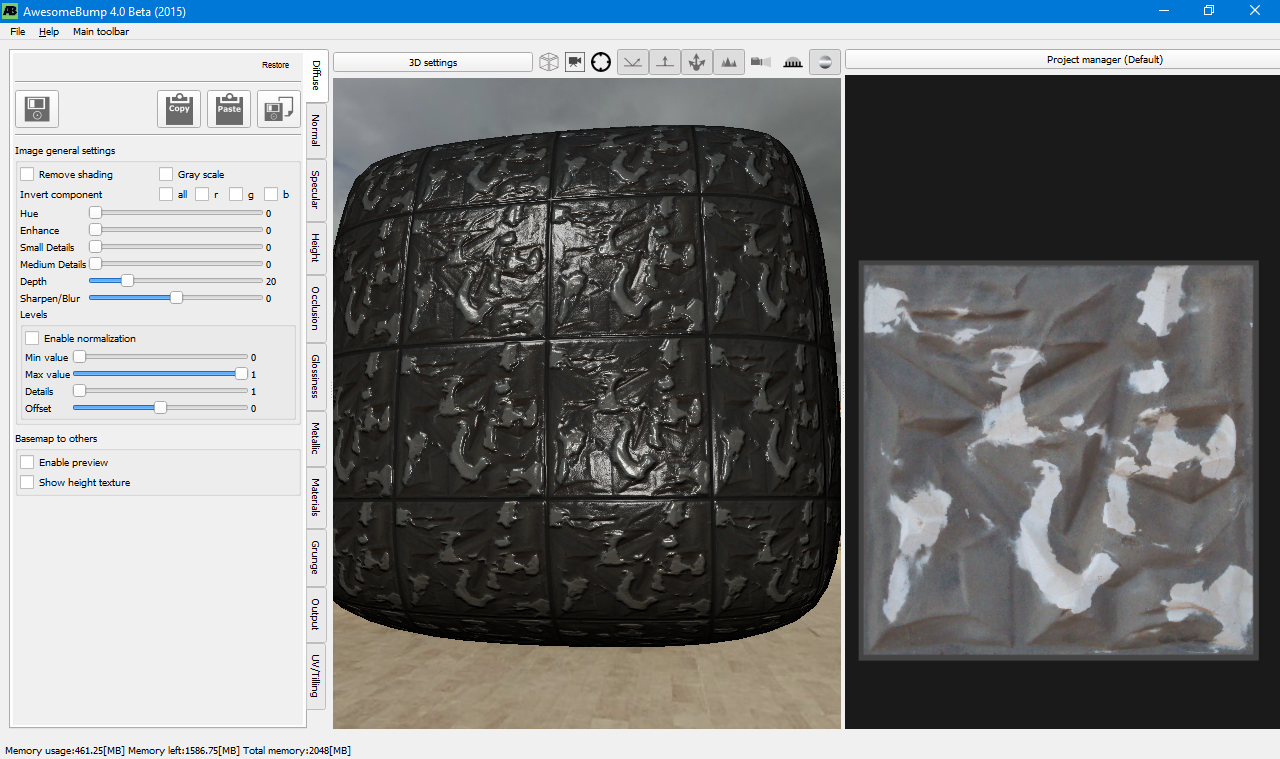 AwesomeBump 4.0 Beta (2015)
File Help Main toolbar
3D settings
Project manager (Default)
Restore
Copy
Paste
Image general settings
Remove shading
Gray scale
Invert component
all r g b
Hue 0
Enhance 0
Small Details 0
Medium Details 0
Depth 20
Sharpen/Blur 0
Levels
Enable normalization
Min value 0
Max value 1
Details 1
Offset 0
Basemap to others
Enable preview
Show height texture
Diffuse
Normal
Specular
Height
Occlusion
Glossiness
Metallic
Materials
Grunge
Output
UV/Tilling
Memory usage:461.25[MB] Memory left:1586.75[MB] Total memory:2048[MB]